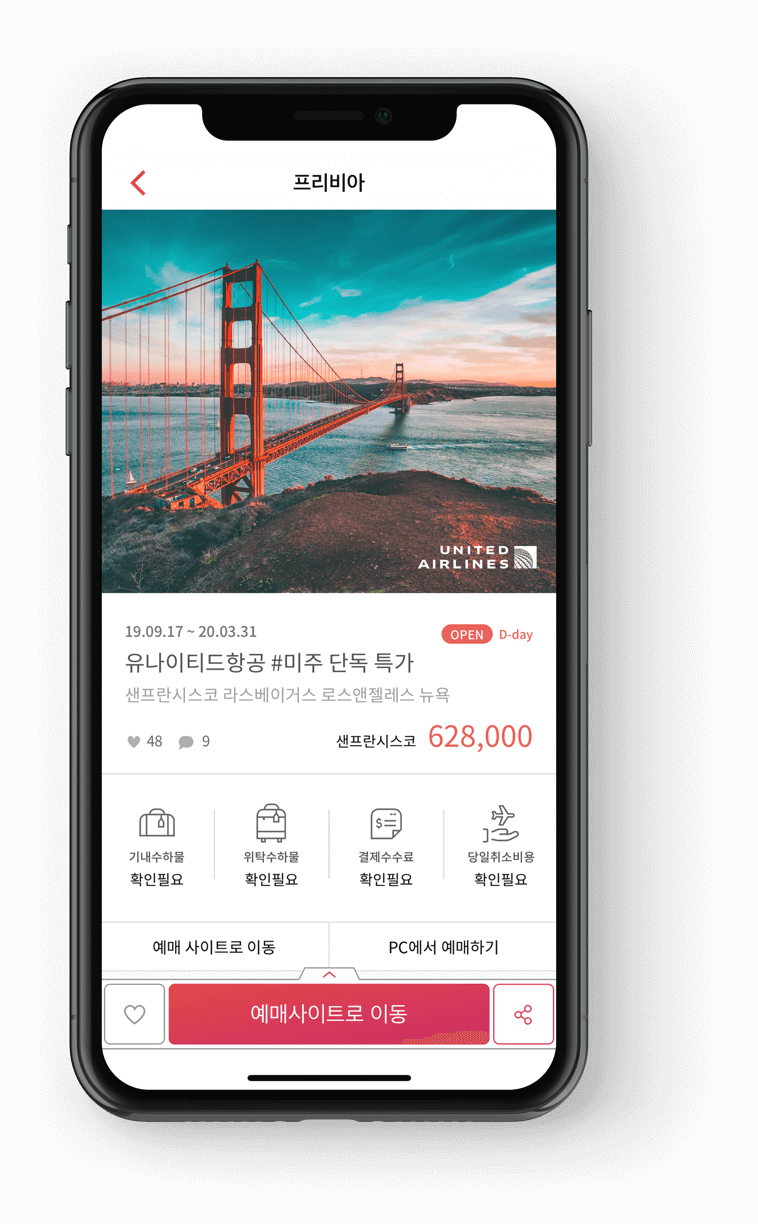 프리비아
UNITED
AIRLINES
19.09.17 ~ 20.03.31
OPEN D-day
유나이티드항공 #미주 단독 특가
샌프란시스코 라스베이거스 로스앤젤레스 뉴욕
48 9 샌프란시스코 628,000
$
기내수하물 위탁수하물 결제수수료 당일취소비용
확인필요 확인필요 확인필요 확인필요
예매 사이트로 이동 PC에서 예매하기
예매사이트로 이동